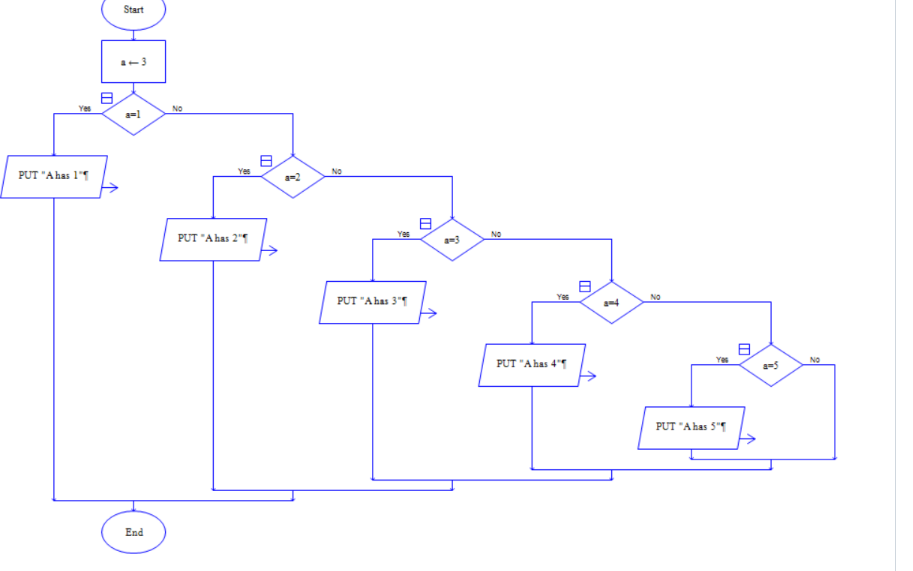 Start
a ← 3
Yes
a=1
No
PUT "A has 1"¶
Yes
a=2
No
PUT "A has 2"¶
Yes
a=3
No
PUT "A has 3"¶
Yes
a=4
No
PUT "A has 4"¶
Yes
a=5
No
PUT "A has 5"¶
End